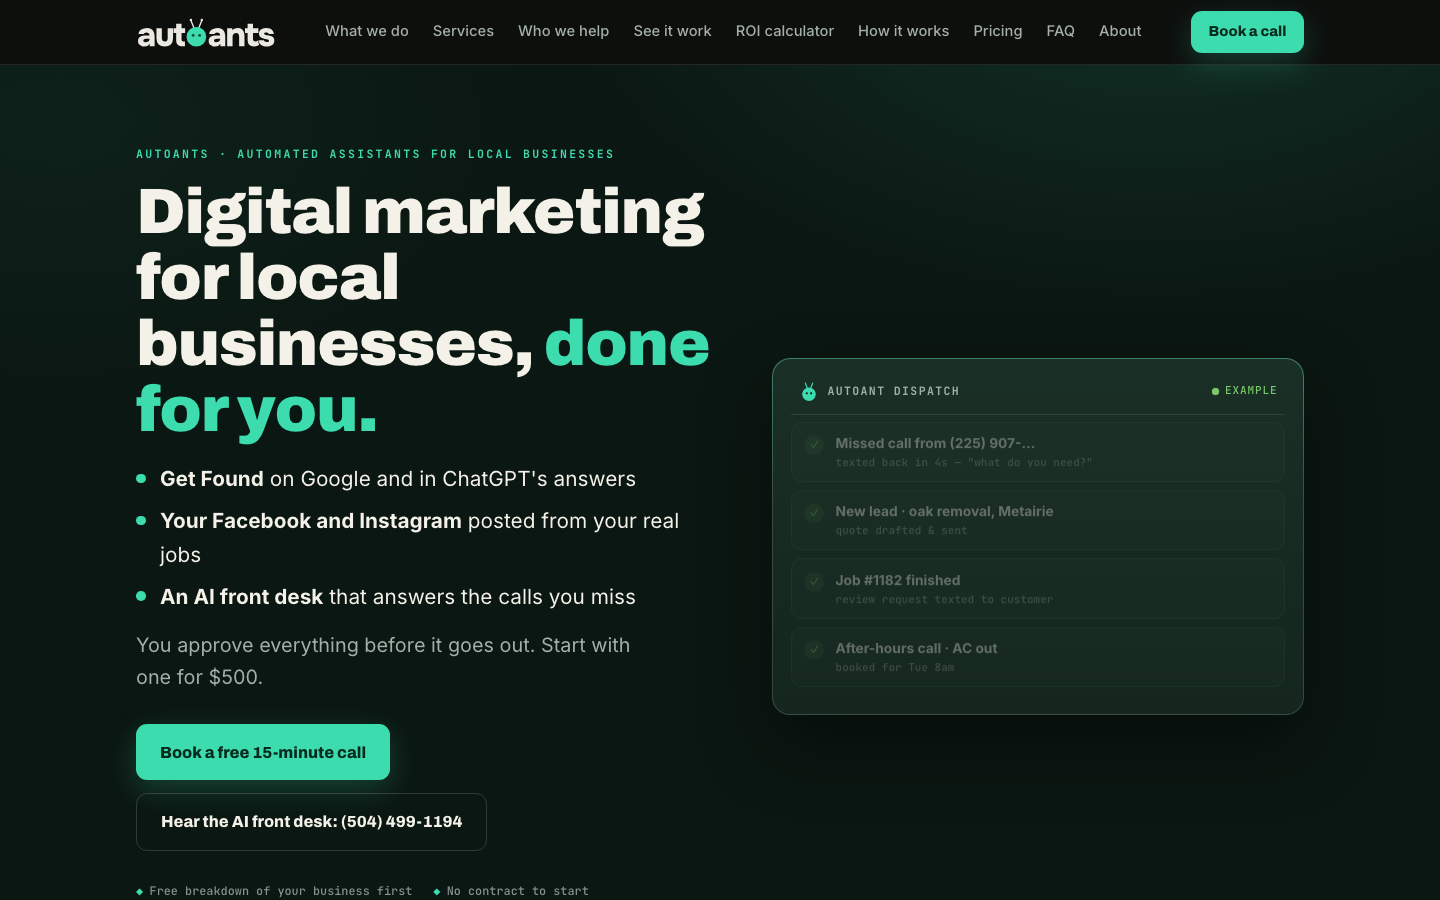 autoants
What we do
Services
Who we help
See it work
ROI calculator
How it works
Pricing
FAQ
About
Book a call
AUTOANTS · AUTOMATED ASSISTANTS FOR LOCAL BUSINESSES
Digital marketing
for local
businesses, done
for you.
Get Found on Google and in ChatGPT's answers
Your Facebook and Instagram posted from your real
jobs
An AI front desk that answers the calls you miss
You approve everything before it goes out. Start with
one for $500.
Book a free 15-minute call
Hear the AI front desk: (504) 499-1194
◆ Free breakdown of your business first ◆ No contract to start
AUTOANT DISPATCH
EXAMPLE
Missed call from (225) 907-...
texted back in 4s — "what do you need?"
New lead · oak removal, Metairie
quote drafted & sent
Job #1182 finished
review request texted to customer
After-hours call · AC out
booked for Tue 8am